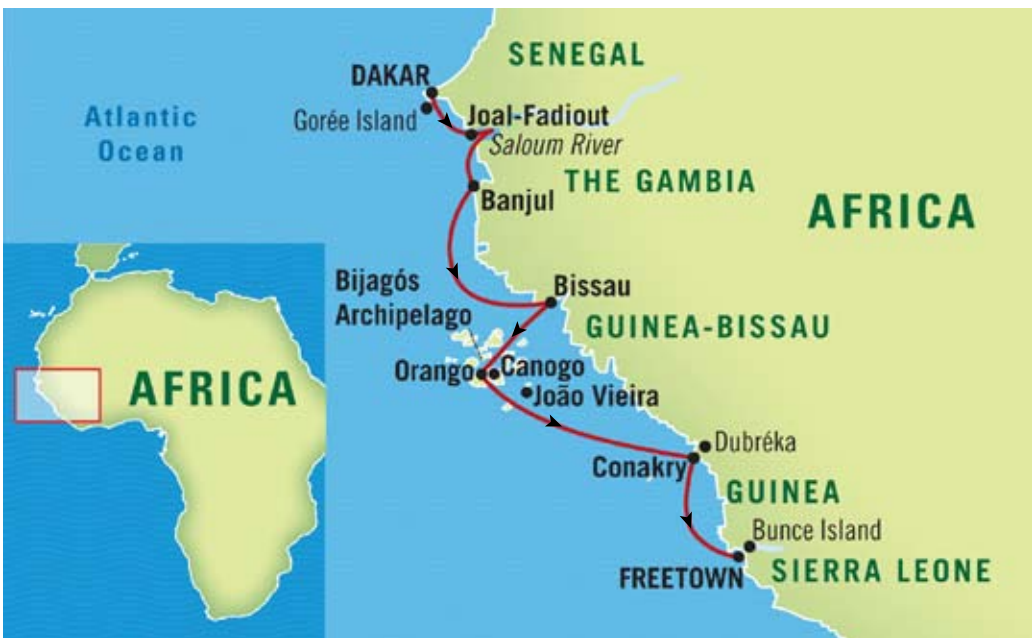 SENEGAL
DAKAR
Gorée Island
Joal-Fadiout
Saloum River
Atlantic
Ocean
THE GAMBIA
Banjul
AFRICA
Bijagós
Archipelago
Bissau
GUINEA-BISSAU
Orango
Canogo
João Vieira
AFRICA
Dubréka
Conakry
GUINEA
Bunce Island
FREETOWN
SIERRA LEONE